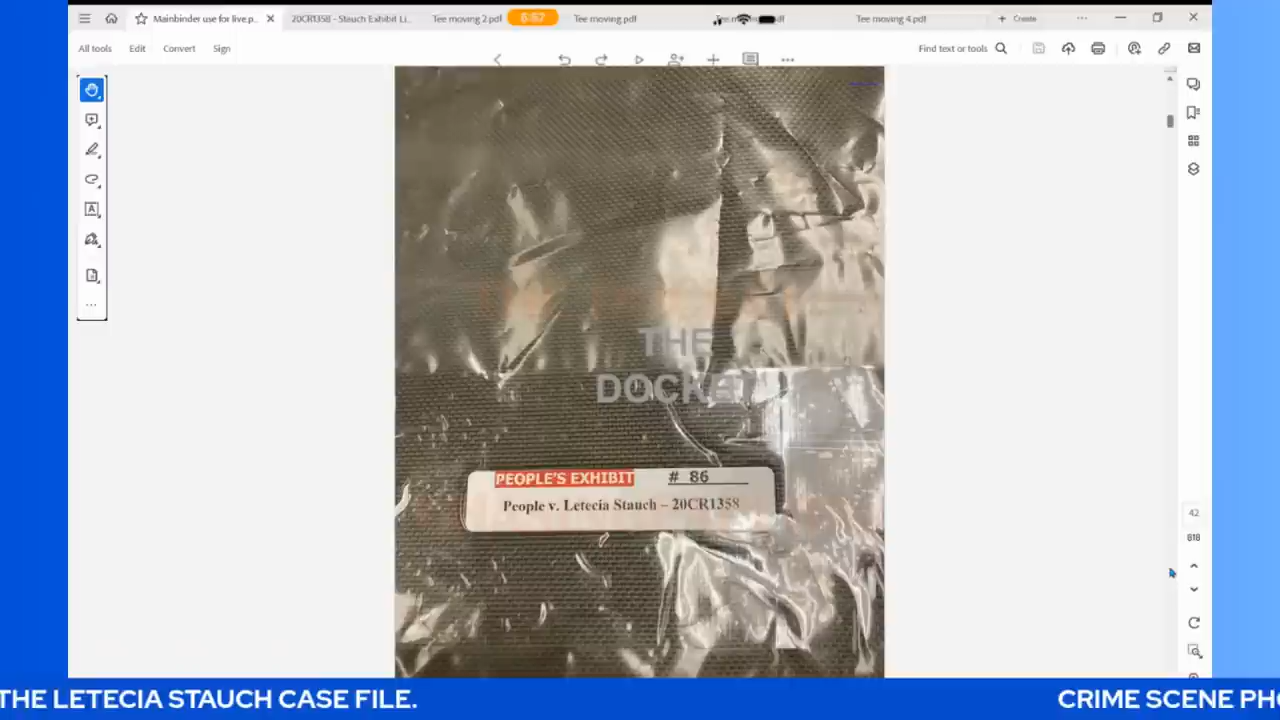 Mainbinder use for live.p...
20CR1358 - Stauch Exhibit Li...
Tee moving 2.pdf
Tee moving.pdf
Tee moving 4.pdf
Create
All tools
Edit
Convert
Sign
Find text or tools
THE
DOCKET
PEOPLE'S EXHIBIT # 86
People v. Letecia Stauch – 20CR1358
42
818
THE LETECIA STAUCH CASE FILE.
CRIME SCENE PHO